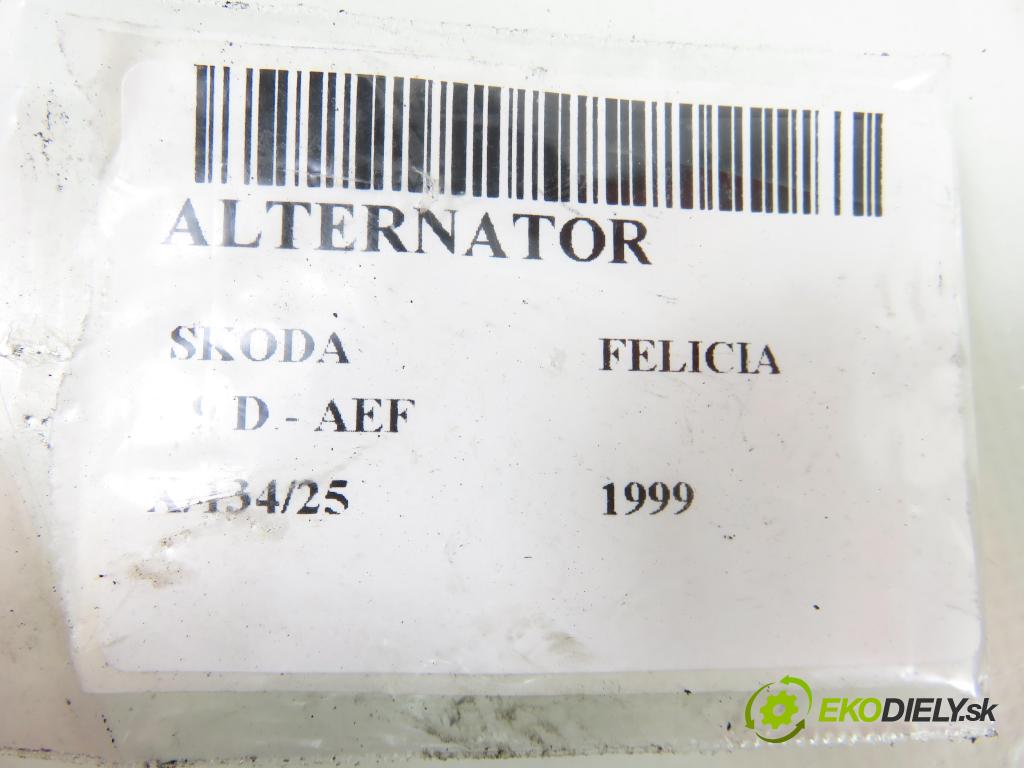 ALTERNATOR
SKODA FELICIA
D - AEF
1999
EKODIELY.sk